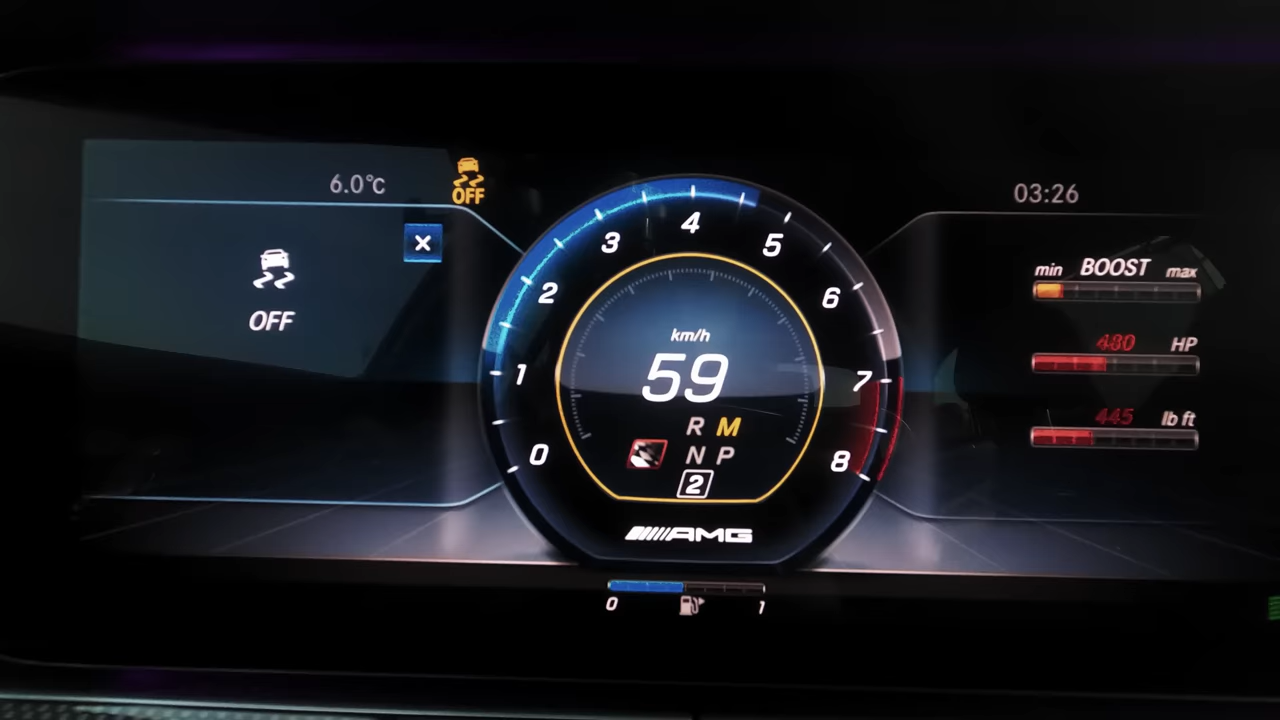 6.0°C
OFF
03:26
OFF
min BOOST max
480 HP
445 lb ft
0 1 2 3 4 5 6 7 8
km/h
59
R M
N P
2
AMG
0 1